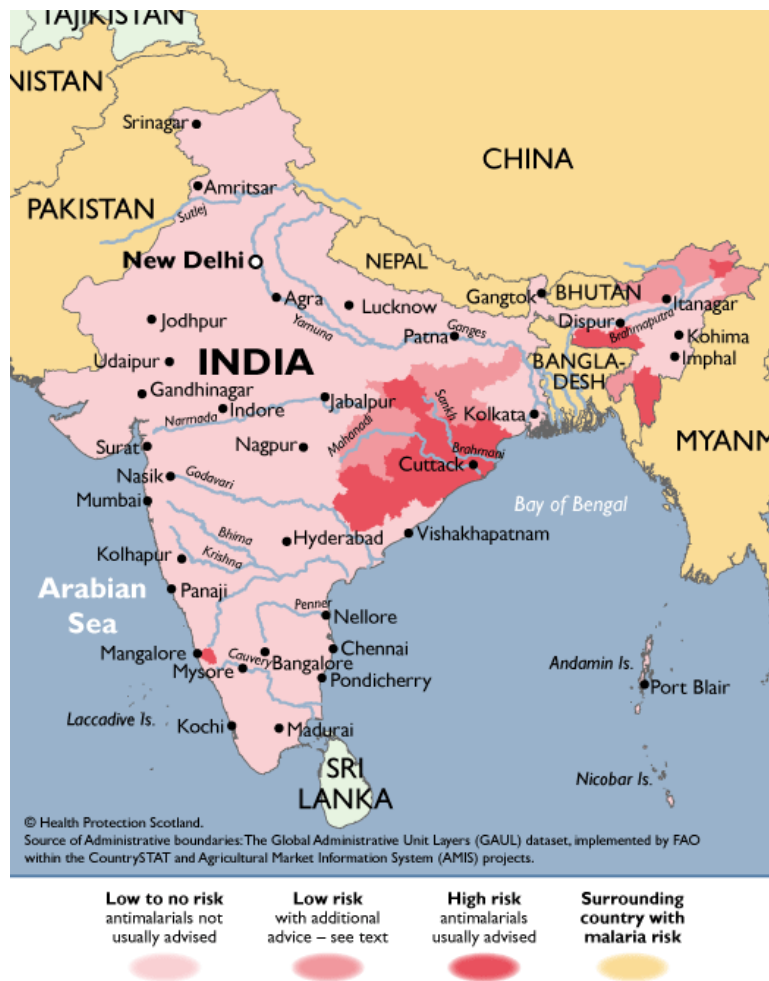 TAJIKISTAN
NISTAN
Srinagar
CHINA
Amritsar
PAKISTAN
Sutlej
New Delhi
NEPAL
Gangtok
BHUTAN
Itanagar
Agra
Lucknow
Jodhpur
Yamuna
Patna
Ganges
Dispur
Brahmaputra
Kohima
Udaipur
INDIA
BANGLA-
DESH
Imphal
Gandhinagar
Indore
Jabalpur
Sankh
Kolkata
Narmada
Mahanadi
MYANM
Surat
Nagpur
Brahmani
Cuttack
Nasik
Godavari
Mumbai
Bay of Bengal
Bhima
Hyderabad
Vishakhapatnam
Kolhapur
Krishna
Arabian
Sea
Panaji
Penner
Nellore
Mangalore
Cauvery
Chennai
Mysore
Bangalore
Andamin Is.
Pondicherry
Port Blair
Laccadive Is.
Kochi
Madurai
SRI
LANKA
Nicobar Is.
© Health Protection Scotland.
Source of Administrative boundaries: The Global Administrative Unit Layers (GAUL) dataset, implemented by FAO
within the CountrySTAT and Agricultural Market Information System (AMIS) projects.
Low to no risk
antimalarials not
usually advised
Low risk
with additional
advice – see text
High risk
antimalarials
usually advised
Surrounding
country with
malaria risk